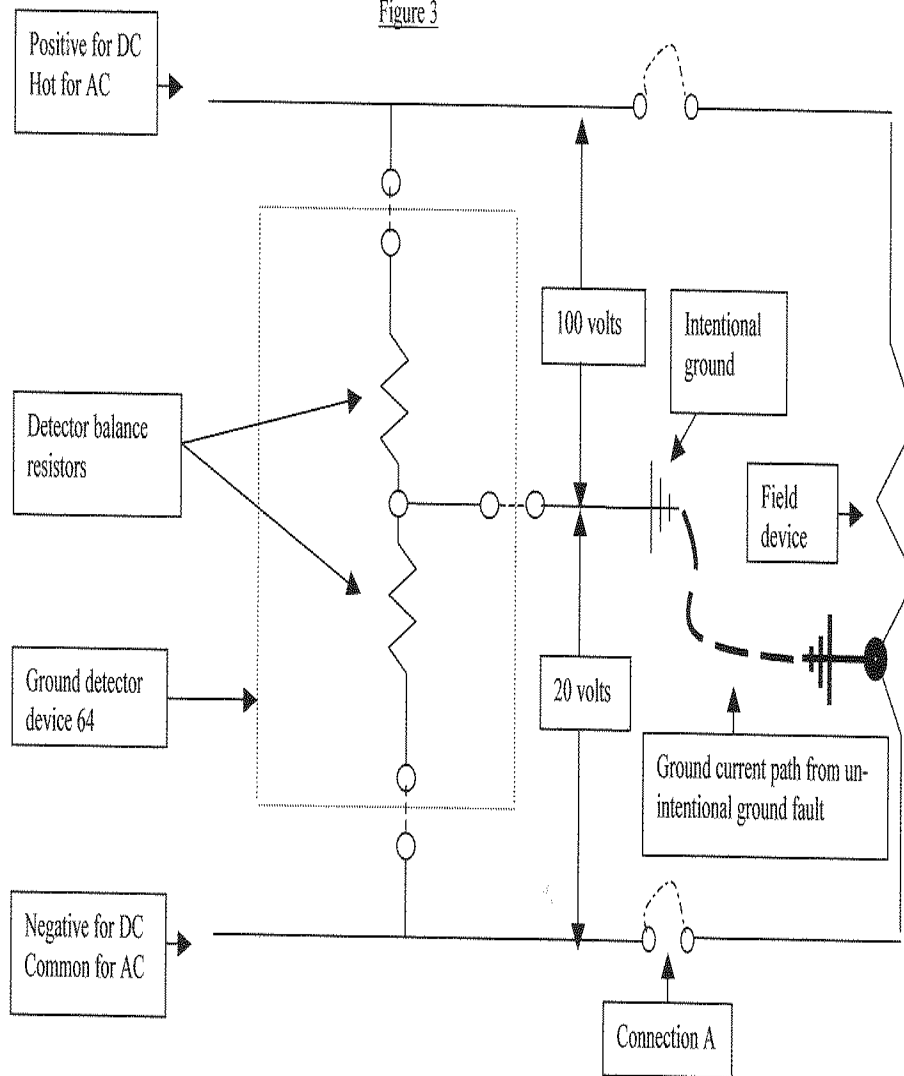 Figure 3
Positive for DC
Hot for AC
100 volts
Intentional
ground
Detector balance
resistors
Field
device
Ground detector
device 64
20 volts
Ground current path from un-
intentional ground fault
Negative for DC
Common for AC
Connection A